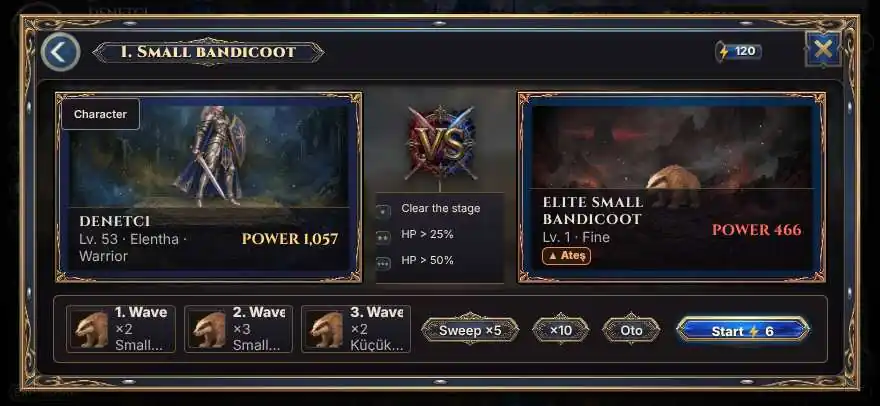 1. SMALL BANDICOOT
120
Character
VS
DENETCI
Lv. 53 · Elentha ·
Warrior
POWER 1,057
Clear the stage
HP > 25%
HP > 50%
ELITE SMALL
BANDICOOT
Lv. 1 · Fine
POWER 466
▲ Ateş
1. Wave
×2
Small...
2. Wave
×3
Small...
3. Wave
×2
Küçük...
Sweep ×5
×10
Oto
Start ⚡ 6